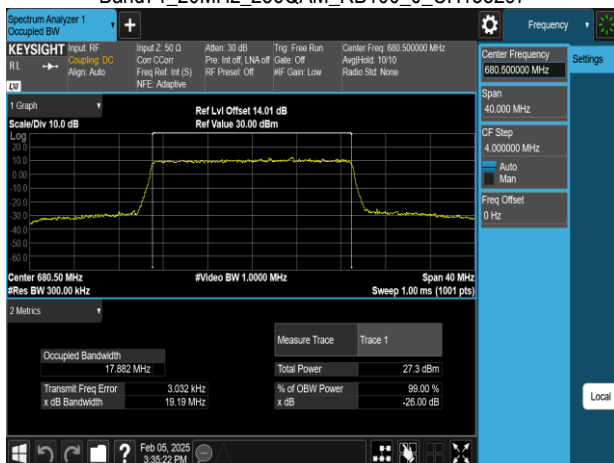 Spectrum Analyzer 1
Occupied BW
+
Frequency
KEYSIGHT
RL
LXI
Input: RF
Coupling: DC
Align: Auto
Input Z: 50 Ω
Corr CCorr
Freq Ref: Int (S)
NFE: Adaptive
Atten: 30 dB
Pre: Int off, LNA off
RF Preset: Off
Trig: Free Run
Gate: Off
#IF Gain: Low
Center Freq: 680.500000 MHz
Avg|Hold: 10/10
Radio Std: None
Center Frequency
680.500000 MHz
Settings
Span
40.000 MHz
CF Step
4.000000 MHz
Auto
Man
Freq Offset
0 Hz
Local
1 Graph
Scale/Div 10.0 dB
Ref Lvl Offset 14.01 dB
Ref Value 30.00 dBm
Log
20.0
10.0
0.00
-10.0
-20.0
-30.0
-40.0
-50.0
-60.0
Center 680.50 MHz
#Video BW 1.0000 MHz
Span 40 MHz
#Res BW 300.00 kHz
Sweep 1.00 ms (1001 pts)
2 Metrics
Measure Trace Trace 1
Occupied Bandwidth
17.882 MHz
Total Power 27.3 dBm
Transmit Freq Error 3.032 kHz
% of OBW Power 99.00 %
x dB Bandwidth 19.19 MHz
x dB -26.00 dB
?
Feb 05, 2025
3:35:22 PM